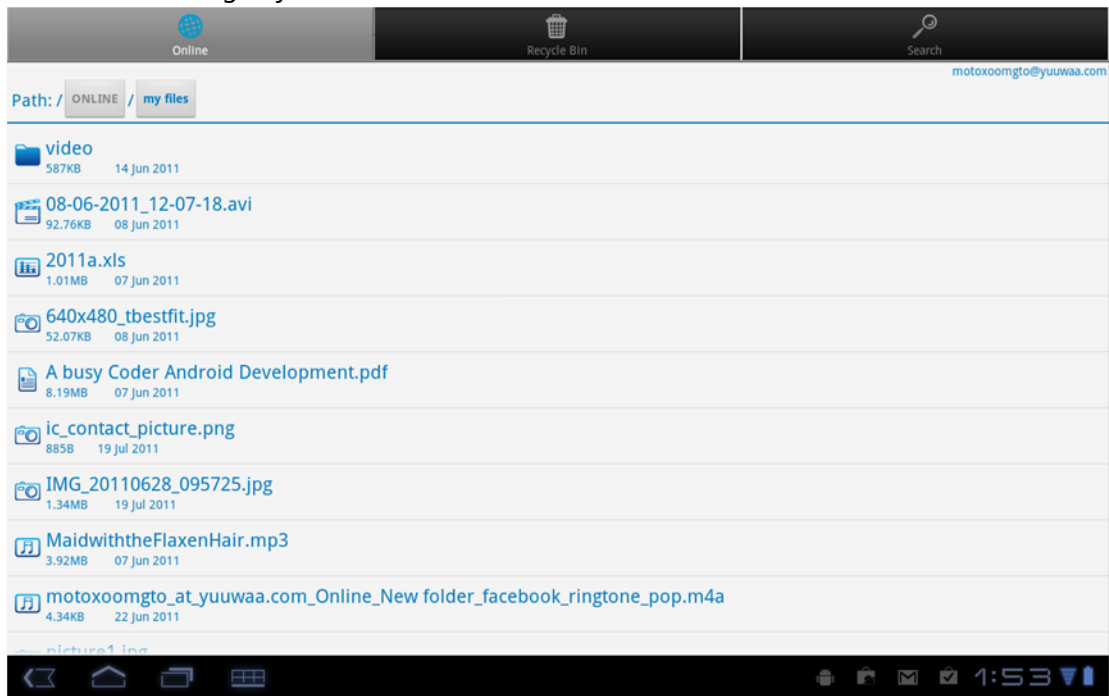 Online
Recycle Bin
Search
motoxoomgto@yuuwaa.com
Path: / ONLINE / my files
video
587KB 14 Jun 2011
08-06-2011_12-07-18.avi
92.76KB 08 Jun 2011
2011a.xls
1.01MB 07 Jun 2011
640x480_tbestfit.jpg
52.07KB 08 Jun 2011
A busy Coder Android Development.pdf
8.19MB 07 Jun 2011
ic_contact_picture.png
885B 19 Jul 2011
IMG_20110628_095725.jpg
1.34MB 19 Jul 2011
MaidwiththeFlaxenHair.mp3
3.92MB 07 Jun 2011
motoxoomgto_at_yuuwaa.com_Online_New folder_facebook_ringtone_pop.m4a
4.34KB 22 Jun 2011
picture1.jpg
1:53